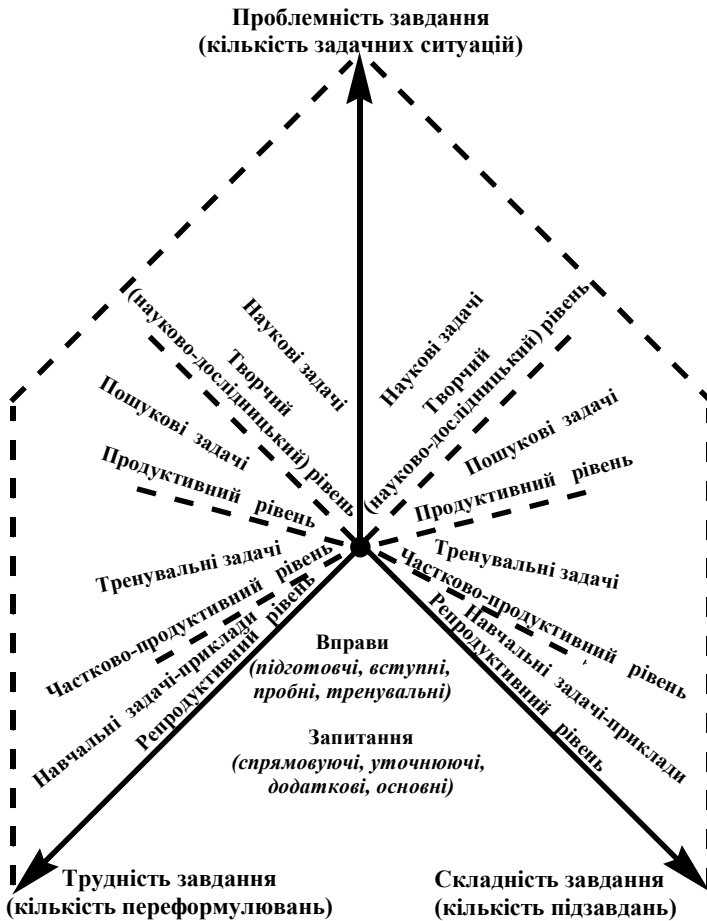 Проблемність завдання
(кількість задачних ситуацій)
Наукові задачі
Творчий
(науково-дослідницький) рівень
Пошукові задачі
Продуктивний рівень
Тренувальні задачі
Частково-продуктивний рівень
Навчальні задачі-приклади
Репродуктивний рівень
Наукові задачі
Творчий
(науково-дослідницький) рівень
Пошукові задачі
Продуктивний рівень
Тренувальні задачі
Частково-продуктивний рівень
Навчальні задачі-приклади
Репродуктивний рівень
Вправи
(підготовчі, вступні,
пробні, тренувальні)
Запитання
(спрямовуючі, уточнюючі,
додаткові, основні)
Трудність завдання
(кількість переформулювань)
Складність завдання
(кількість підзавдань)